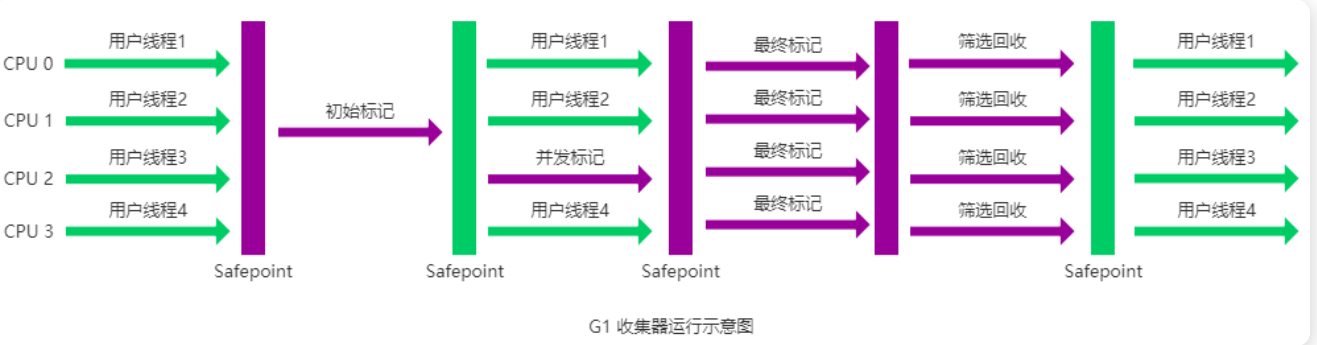 用户线程1 用户线程1 最终标记 筛选回收 用户线程1
CPU 0
用户线程2 用户线程2 最终标记 筛选回收 用户线程2
初始标记
CPU 1
用户线程3 并发标记 最终标记 筛选回收 用户线程3
CPU 2
用户线程4 用户线程4 最终标记 筛选回收 用户线程4
CPU 3
Safepoint Safepoint Safepoint Safepoint
G1 收集器运行示意图